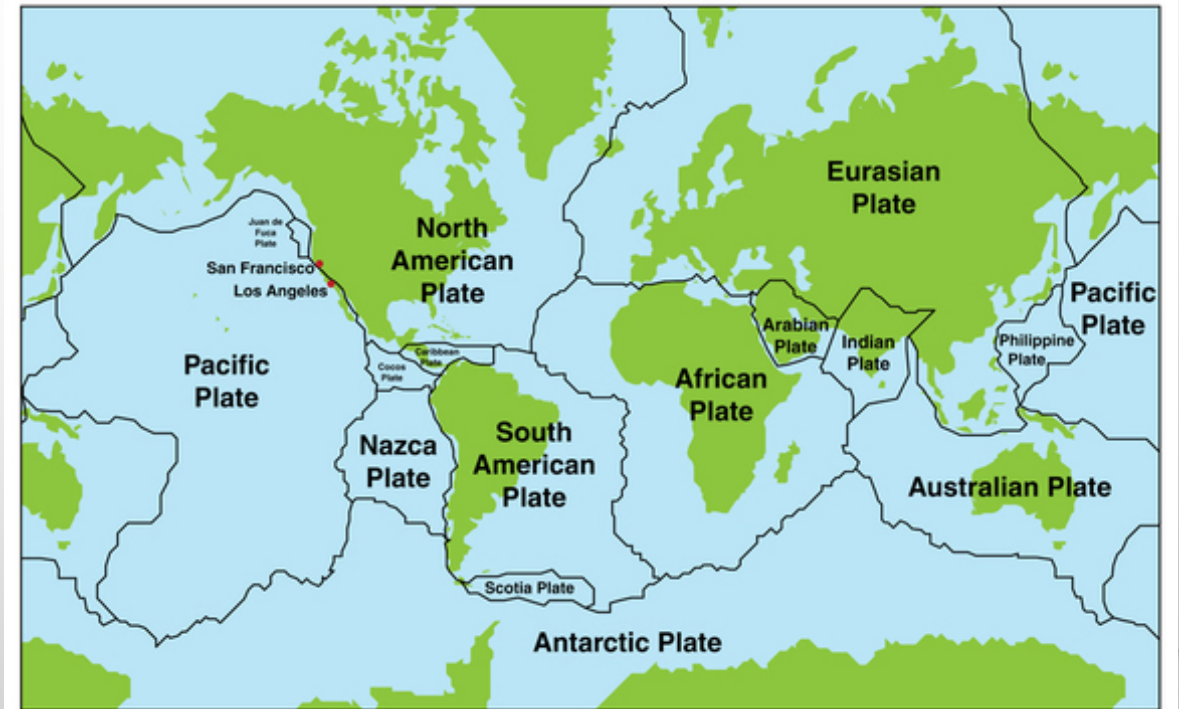 Eurasian
Plate
North
American
Plate
Juan de
Fuca
Plate
San Francisco
Los Angeles
Pacific
Plate
Arabian
Plate
Indian
Plate
Philippine
Plate
Caribbean
Plate
Cocos
Plate
Pacific
Plate
African
Plate
Nazca
Plate
South
American
Plate
Australian Plate
Scotia Plate
Antarctic Plate